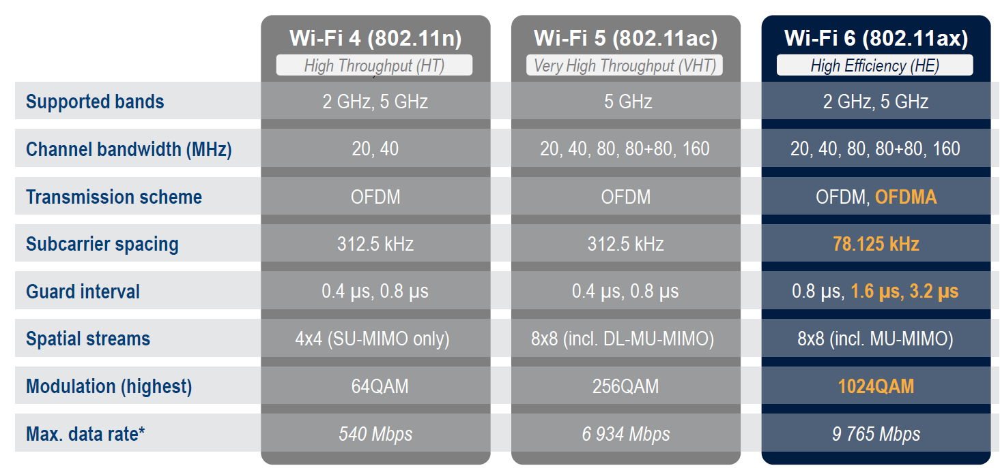 Wi-Fi 4 (802.11n) Wi-Fi 5 (802.11ac) Wi-Fi 6 (802.11ax)
High Throughput (HT) Very High Throughput (VHT) High Efficiency (HE)
Supported bands 2 GHz, 5 GHz 5 GHz 2 GHz, 5 GHz
Channel bandwidth (MHz) 20, 40 20, 40, 80, 80+80, 160 20, 40, 80, 80+80, 160
Transmission scheme OFDM OFDM OFDM, OFDMA
Subcarrier spacing 312.5 kHz 312.5 kHz 78.125 kHz
Guard interval 0.4 µs, 0.8 µs 0.4 µs, 0.8 µs 0.8 µs, 1.6 µs, 3.2 µs
Spatial streams 4x4 (SU-MIMO only) 8x8 (incl. DL-MU-MIMO) 8x8 (incl. MU-MIMO)
Modulation (highest) 64QAM 256QAM 1024QAM
Max. data rate* 540 Mbps 6 934 Mbps 9 765 Mbps